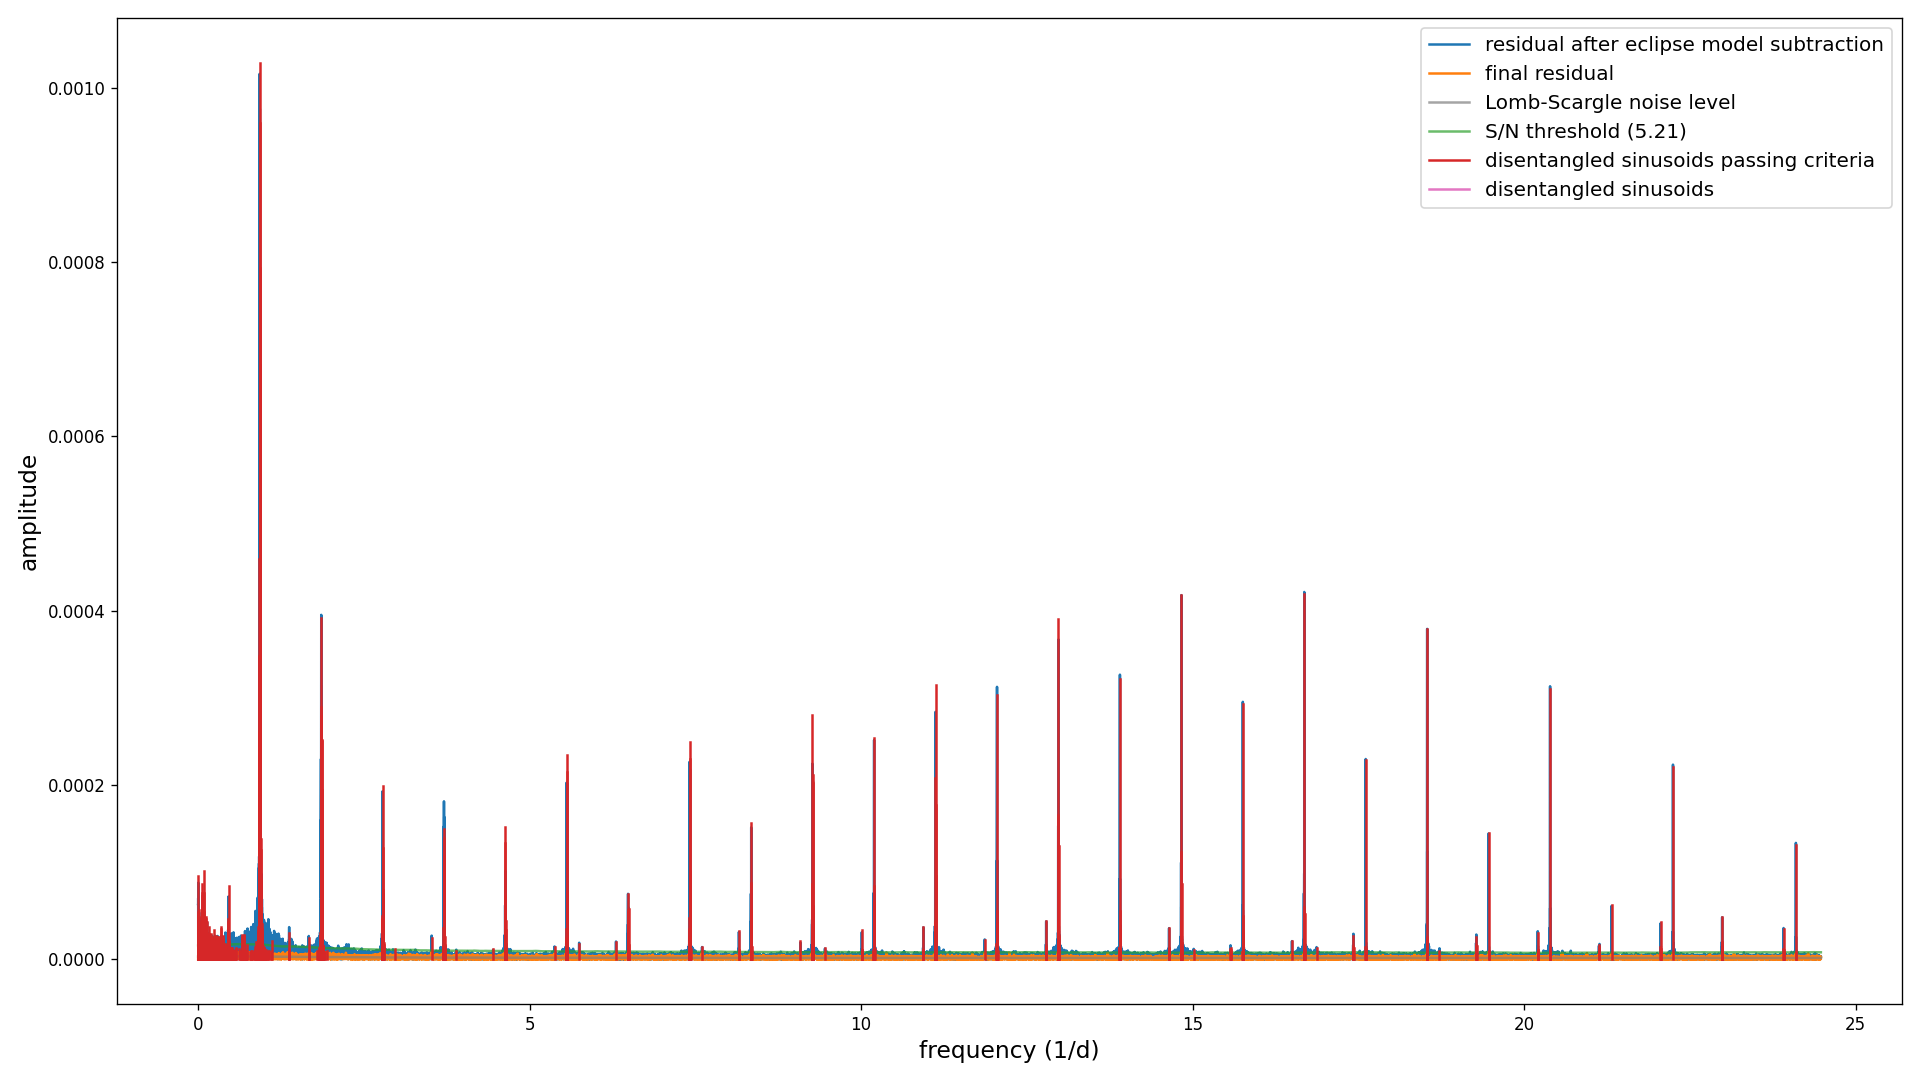 residual after eclipse model subtraction
final residual
Lomb-Scargle noise level
S/N threshold (5.21)
disentangled sinusoids passing criteria
disentangled sinusoids
0.0010
0.0008
0.0006
0.0004
0.0002
0.0000
amplitude
0 5 10 15 20 25
frequency (1/d)